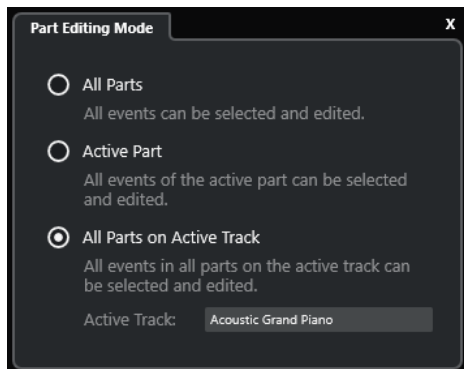 Part Editing Mode X
All Parts
All events can be selected and edited.
Active Part
All events of the active part can be selected
and edited.
All Parts on Active Track
All events in all parts on the active track can
be selected and edited.
Active Track: Acoustic Grand Piano